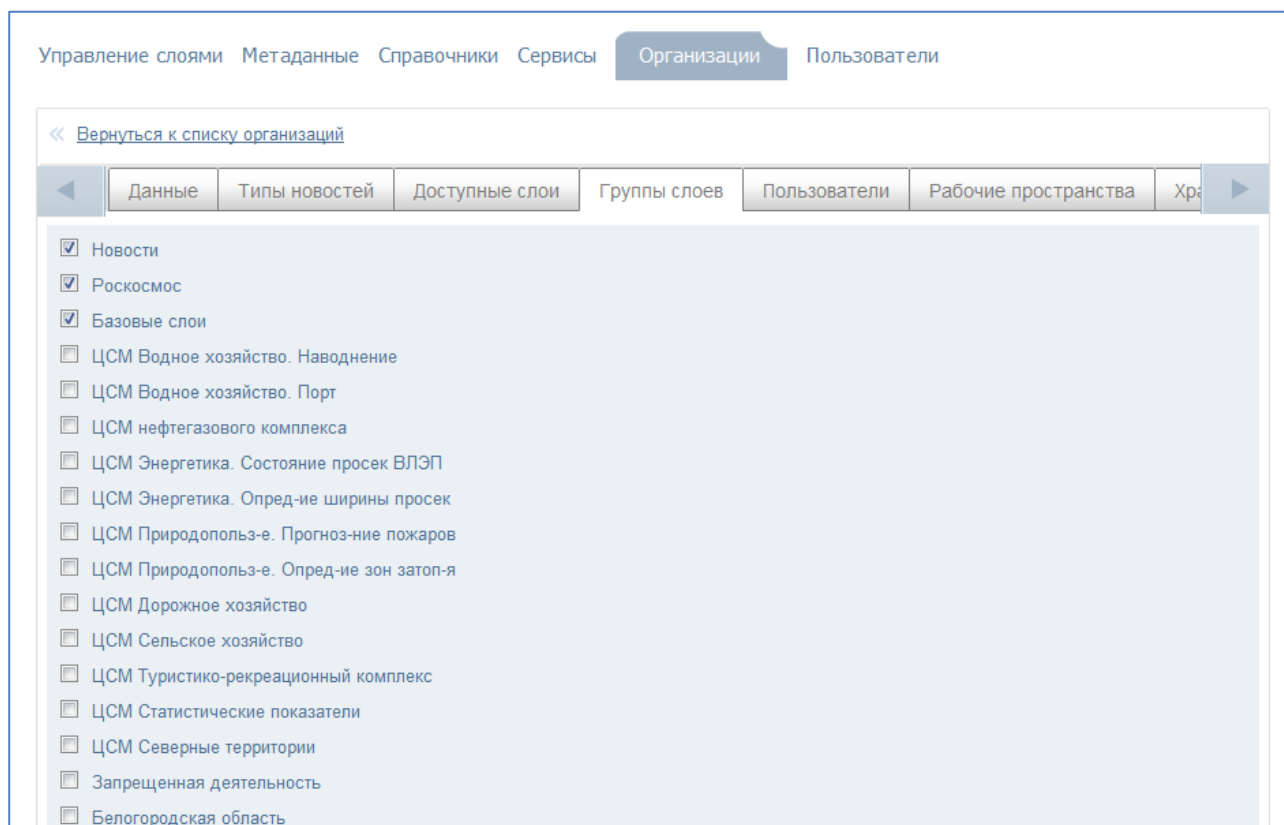 Управление слоями Метаданные Справочники Сервисы Организации Пользователи
« Вернуться к списку организаций
Данные Типы новостей Доступные слои Группы слоев Пользователи Рабочие пространства Хра
Новости
Роскосмос
Базовые слои
ЦСМ Водное хозяйство. Наводнение
ЦСМ Водное хозяйство. Порт
ЦСМ нефтегазового комплекса
ЦСМ Энергетика. Состояние просек ВЛЭП
ЦСМ Энергетика. Опред-ие ширины просек
ЦСМ Природопольз-е. Прогноз-ние пожаров
ЦСМ Природопольз-е. Опред-ие зон затоп-я
ЦСМ Дорожное хозяйство
ЦСМ Сельское хозяйство
ЦСМ Туристико-рекреационный комплекс
ЦСМ Статистические показатели
ЦСМ Северные территории
Запрещенная деятельность
Белогородская область